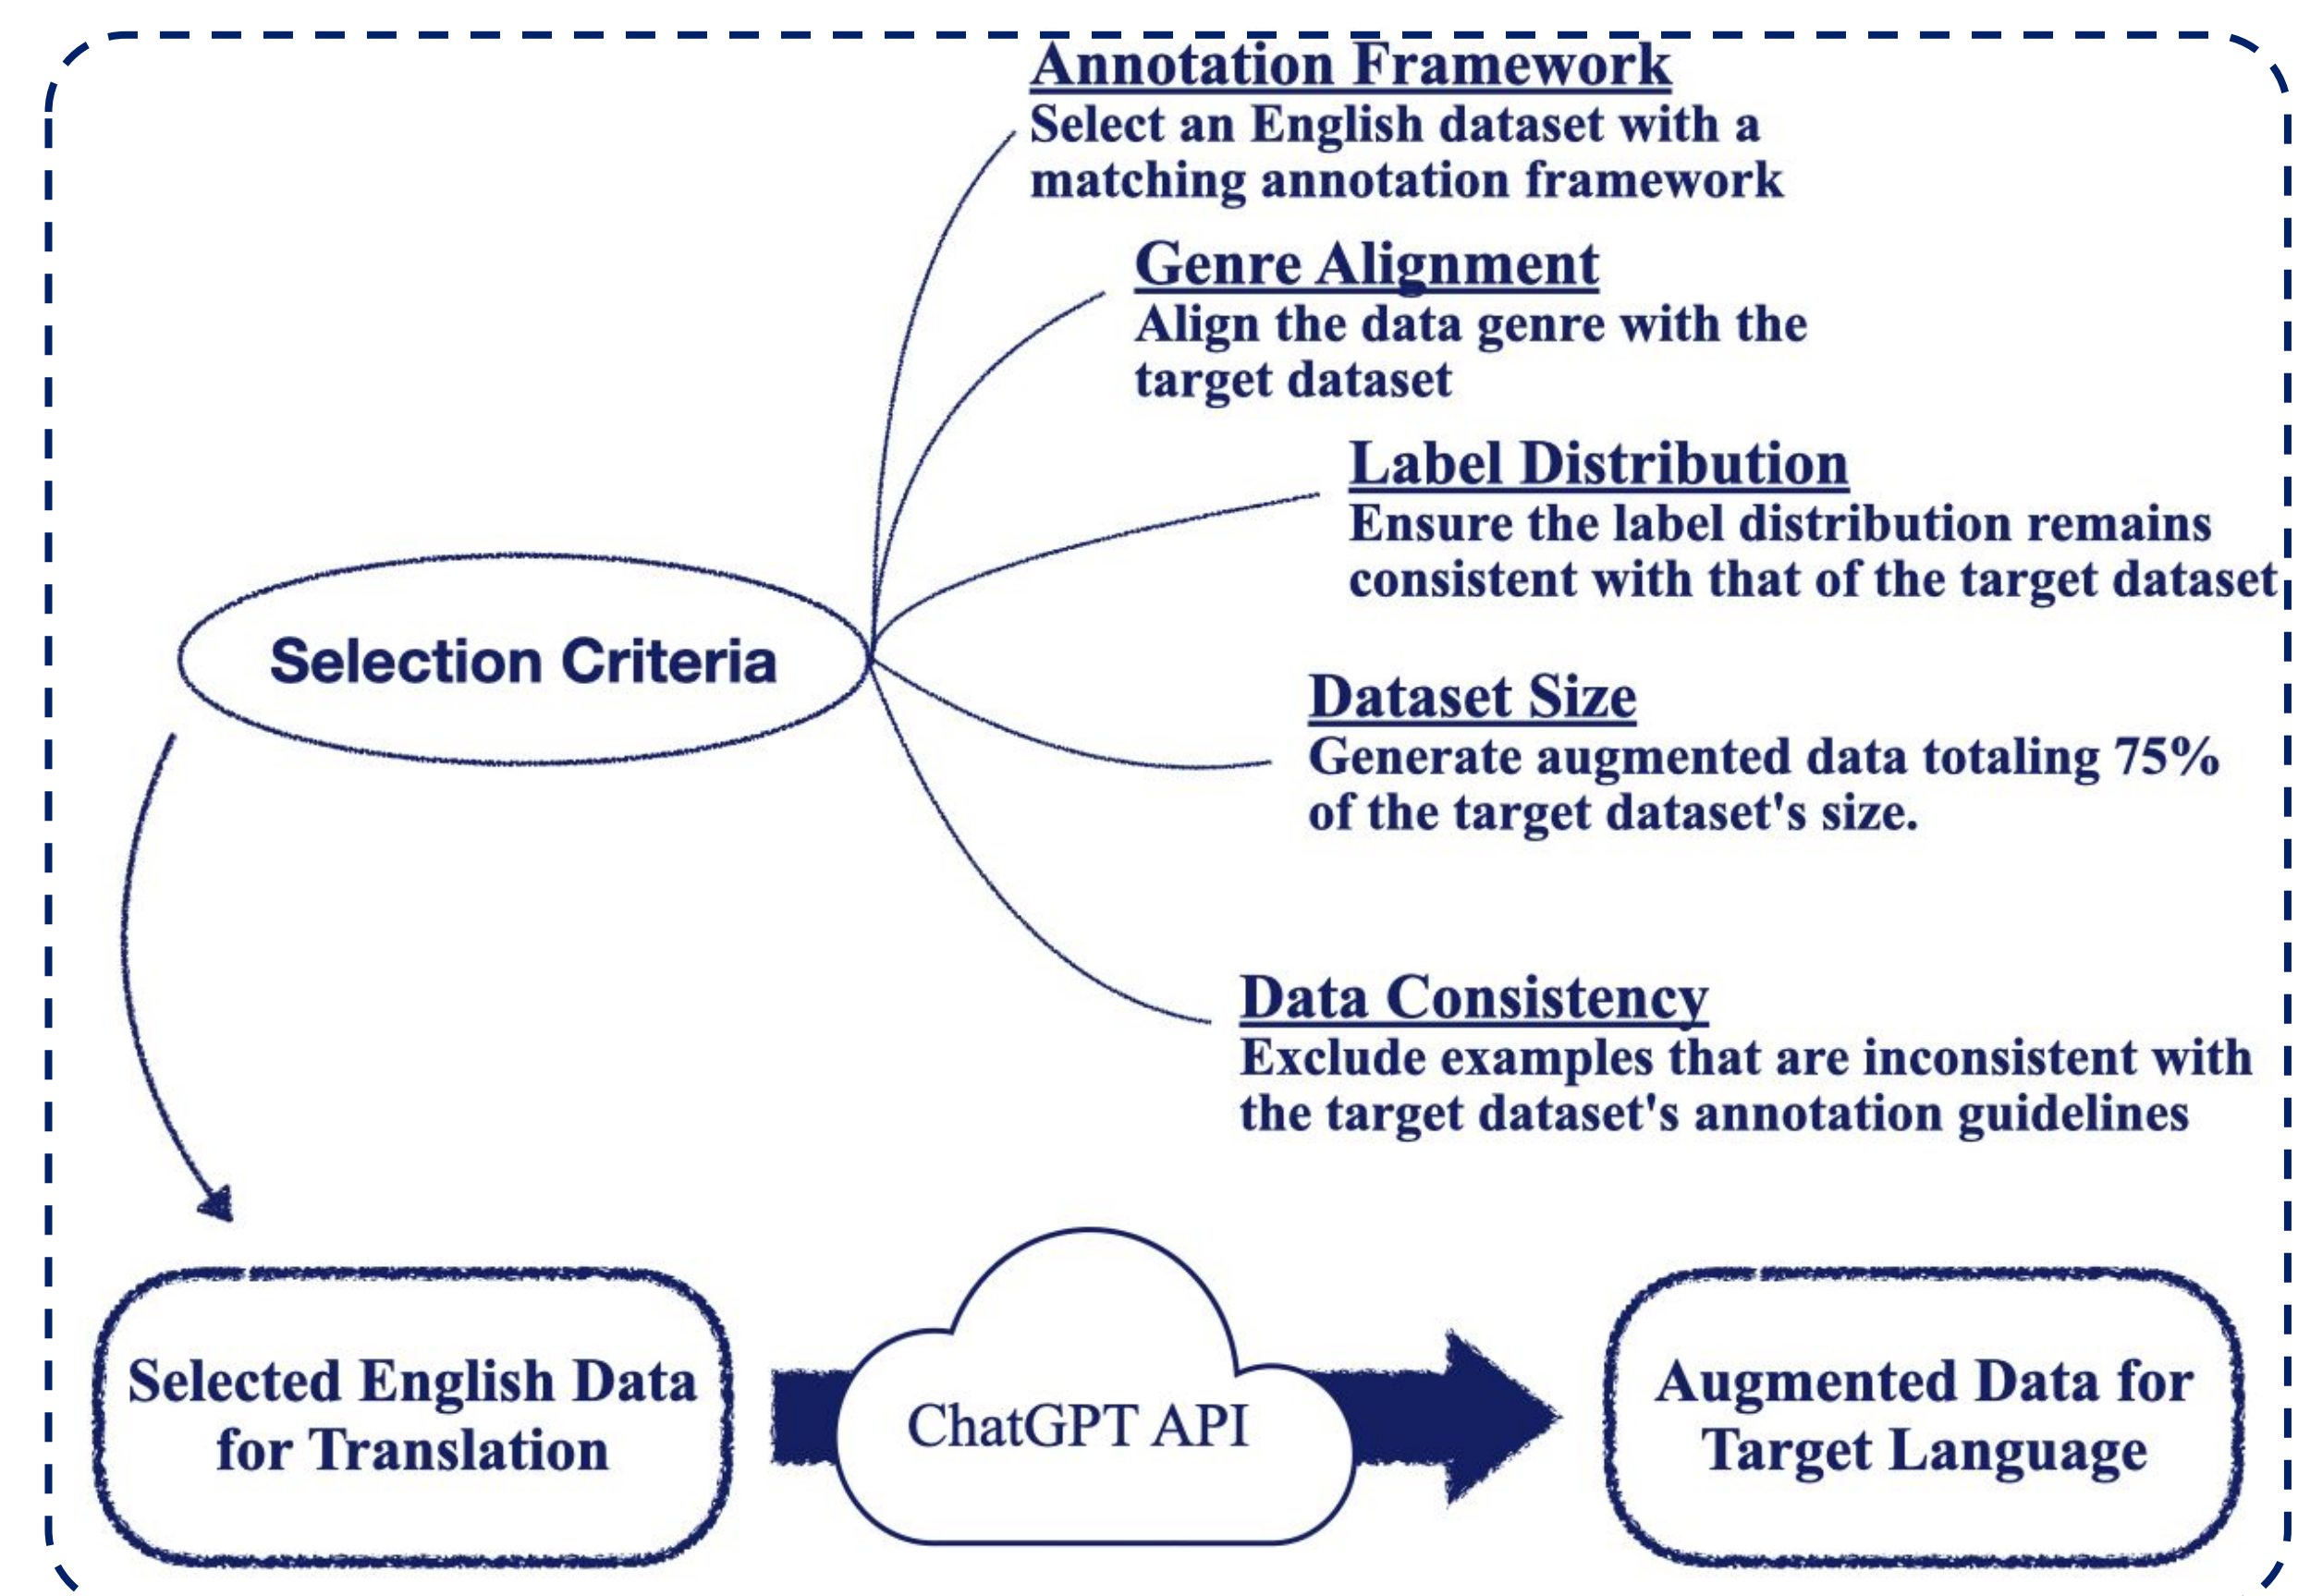 Annotation Framework
Select an English dataset with a
matching annotation framework
Genre Alignment
Align the data genre with the
target dataset
Label Distribution
Ensure the label distribution remains
consistent with that of the target dataset
Selection Criteria
Dataset Size
Generate augmented data totaling 75%
of the target dataset's size.
Data Consistency
Exclude examples that are inconsistent with
the target dataset's annotation guidelines
Selected English Data
for Translation
ChatGPT API
Augmented Data for
Target Language